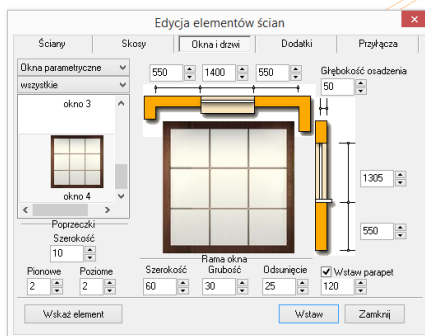 Edycja elementów ścian
Ściany Skosy Okna i drzwi Dodatki Przyłącza
Okna parametryczne
wszystkie
550 1400 550
Głębokość osadzenia
50
okno 3
okno 4
1305
550
Poprzeczki
Szerokość
10
Pionowe Poziome
2 2
Rama okna
Szerokość Grubość Odsunięcie
60 30 25
Wstaw parapet
120
Wskaż element Wstaw Zamknij